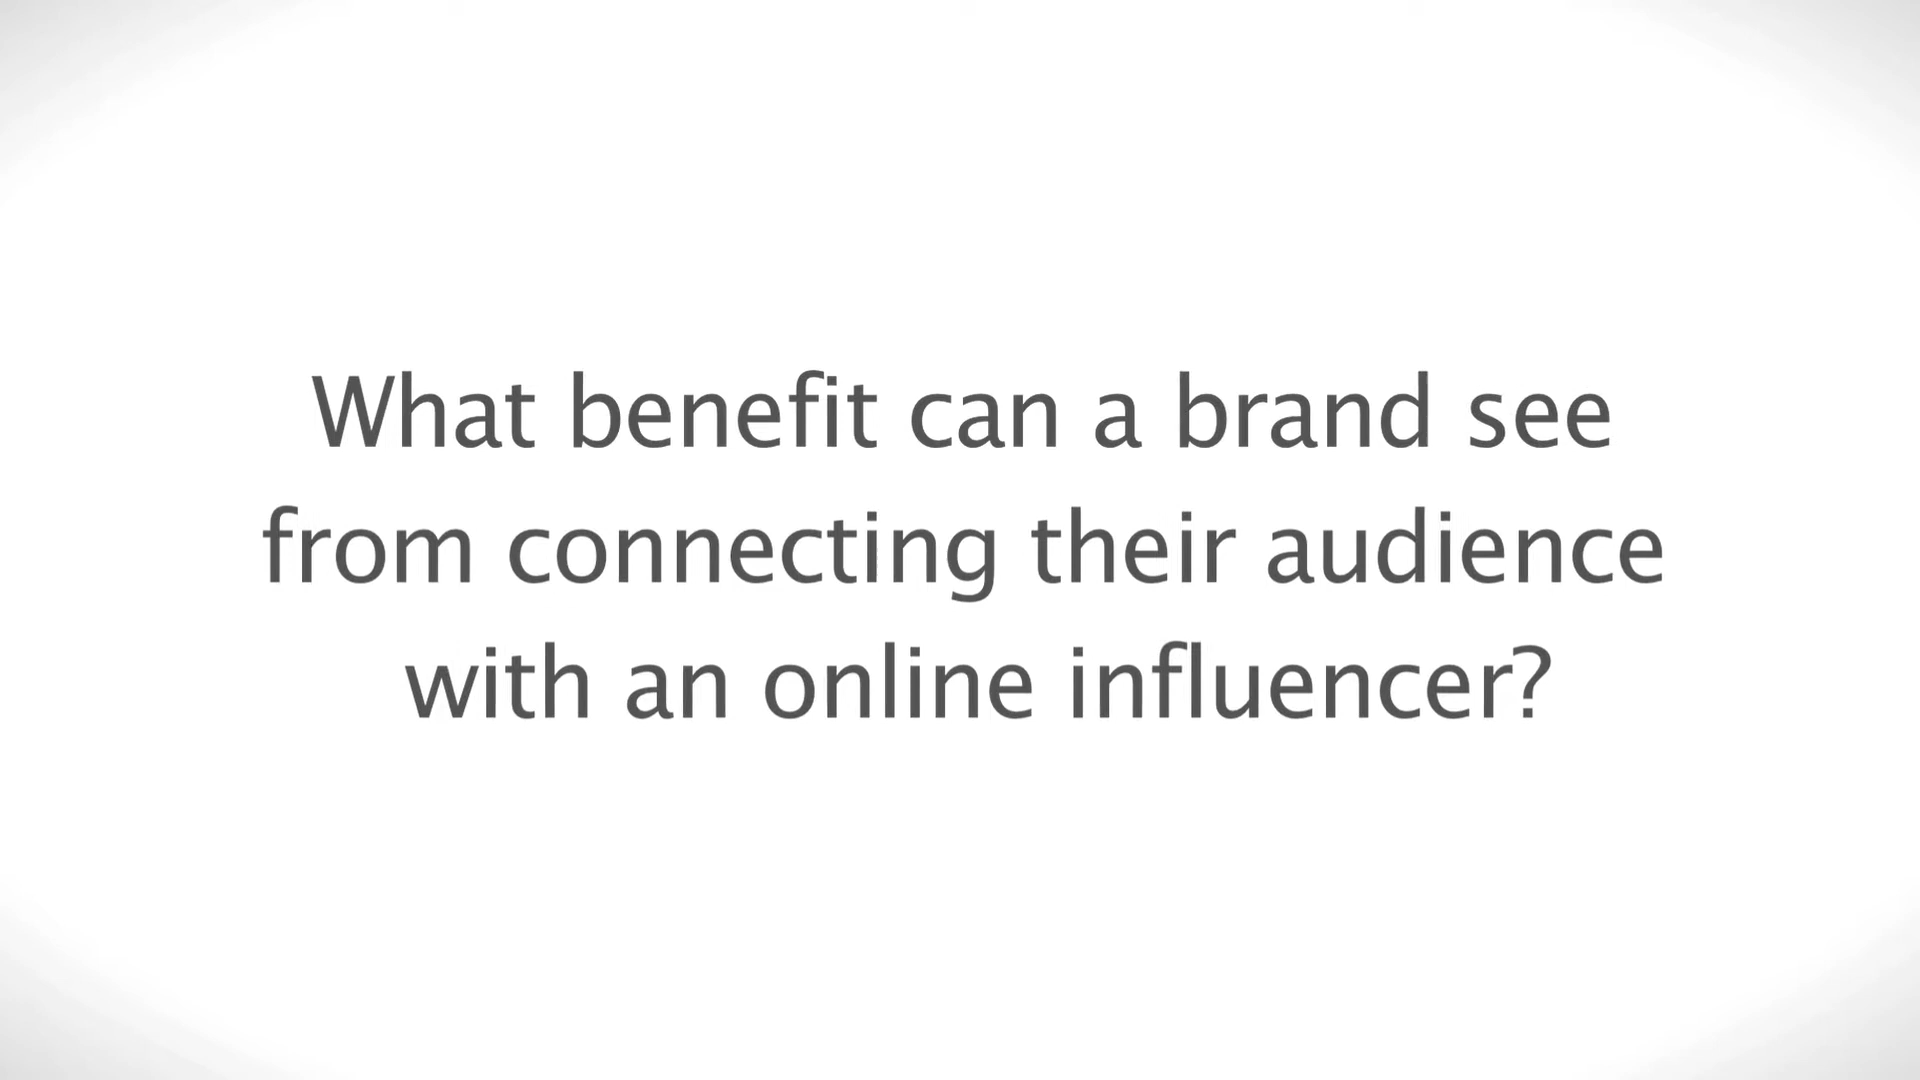 What benefit can a brand see
from connecting their audience
with an online influencer?